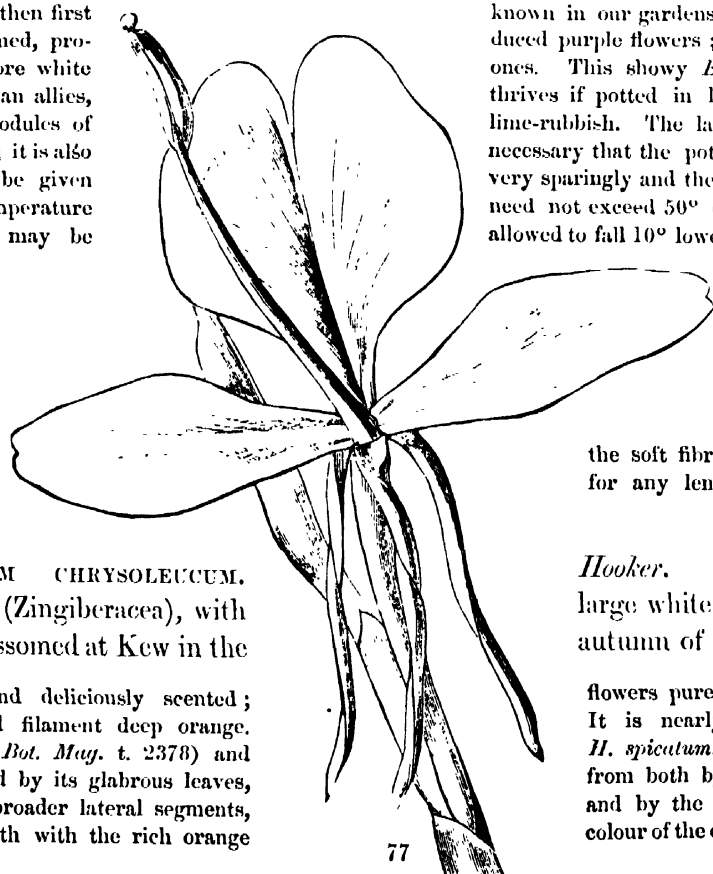 then first
ned, pro-
ore white
an allies,
odules of
it is also
be given
mperature
may be
known in our gardens
duced purple flowers
ones. This showy
thrives if potted in
lime-rubbish. The la
necessary that the pot
very sparingly and the
need not exceed 50°
allowed to fall 10° lowe
the soft fibr
for any len
M CHRYSOLEUCUM.
Hooker.
(Zingiberacea), with
large white
ssomed at Kew in the
autumn of
nd deliciously scented;
d filament deep orange.
Bot. Mag. t. 2378) and
d by its glabrous leaves,
broader lateral segments,
th with the rich orange
flowers pure
It is nearl
H. spicatum
from both b
and by the
colour of the
77